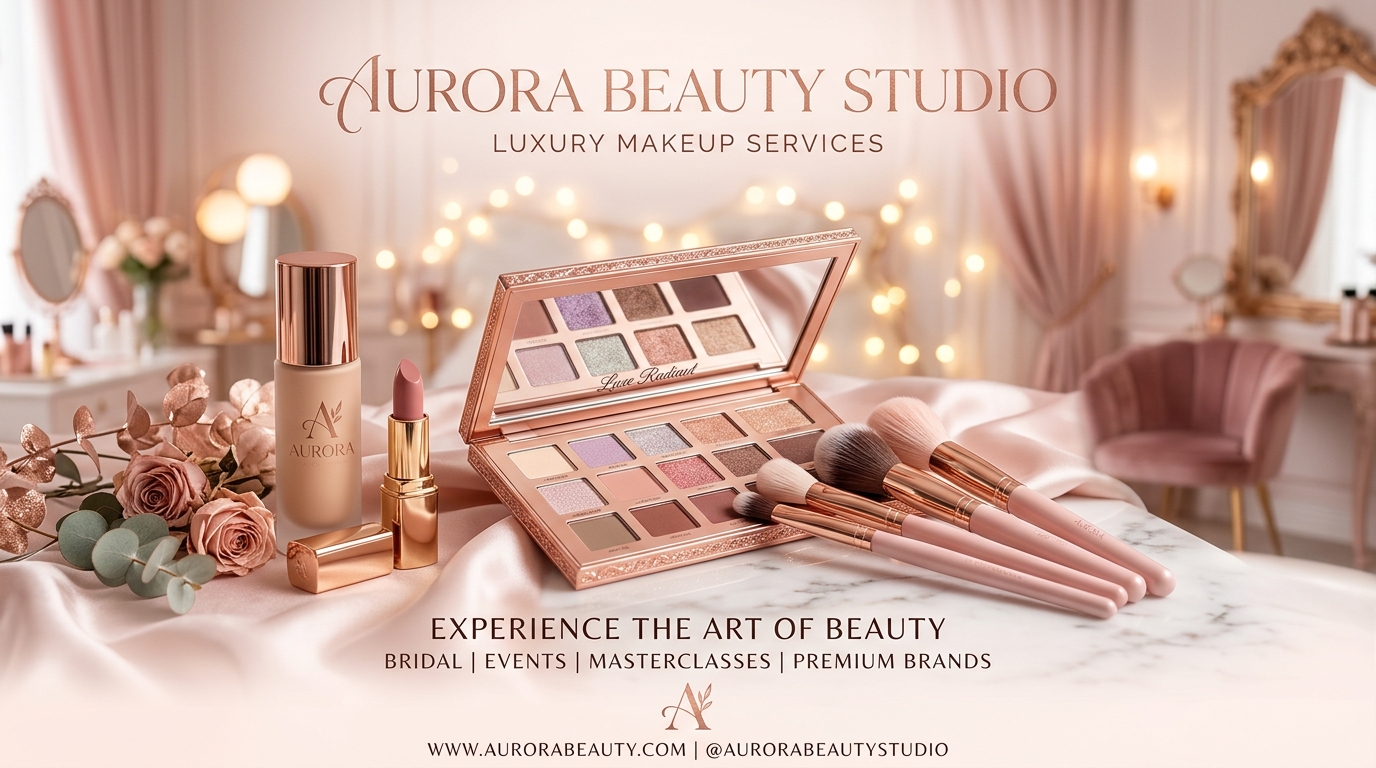 AURORA BEAUTY STUDIO
LUXURY MAKEUP SERVICES
Luxe Radiant
A
AURORA
EXPERIENCE THE ART OF BEAUTY
BRIDAL | EVENTS | MASTERCLASSES | PREMIUM BRANDS
A
WWW.AURORABEAUTY.COM | @AURORABEAUTYSTUDIO